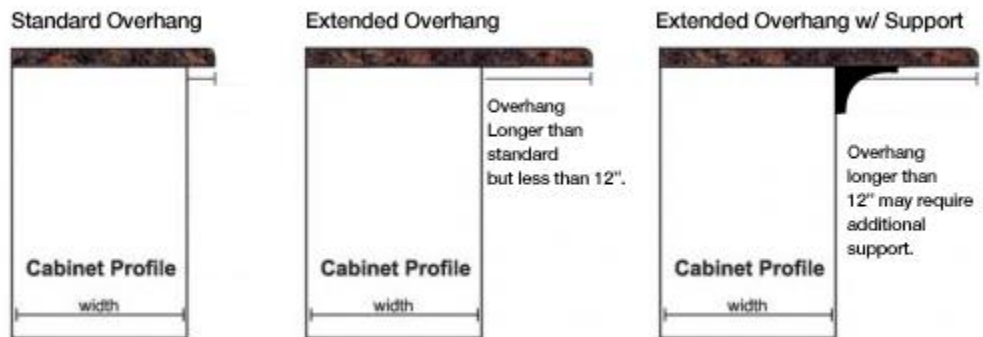 Standard Overhang
Extended Overhang
Extended Overhang w/ Support
Overhang
Longer than
standard
but less than 12".
Overhang
longer than
12" may require
additional
support.
Cabinet Profile
Cabinet Profile
Cabinet Profile
width
width
width